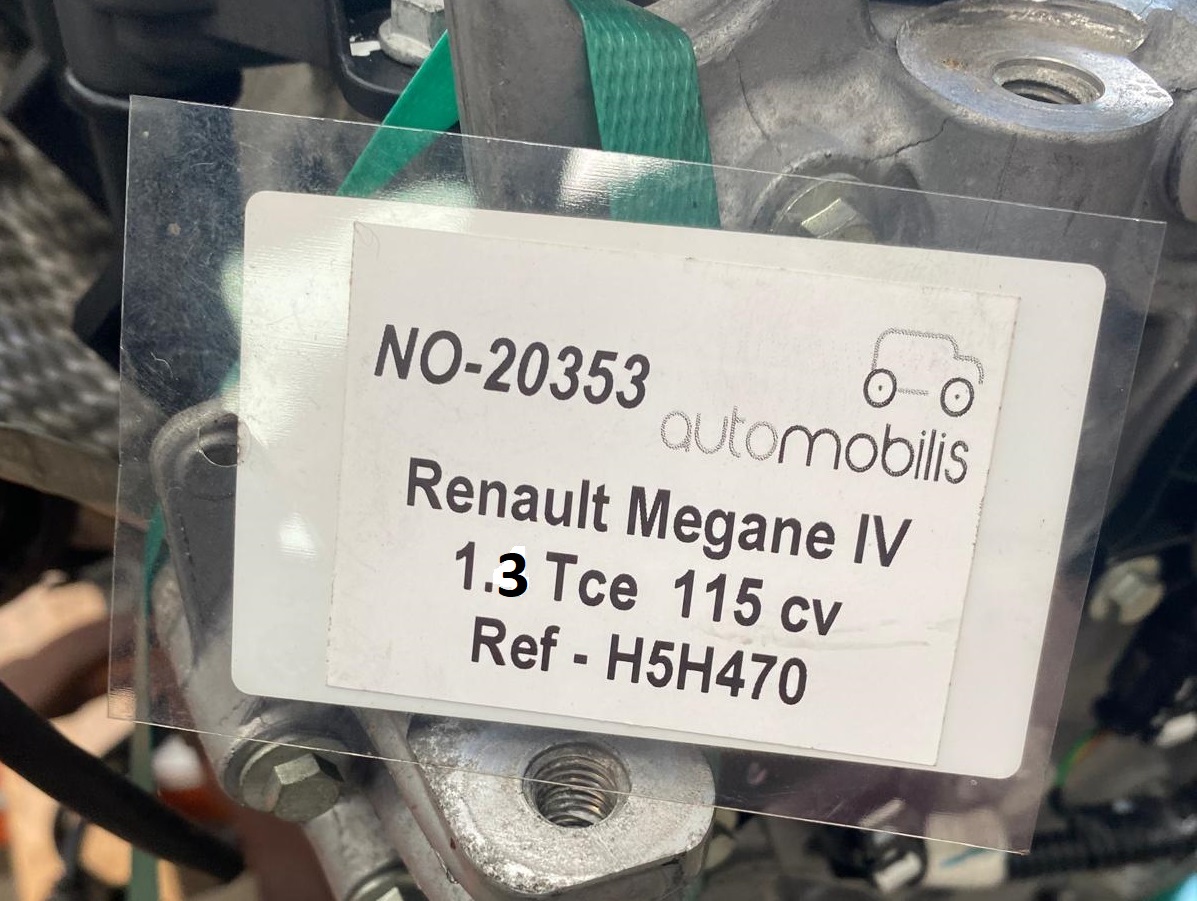 NO-20353
automobilis
Renault Megane IV
1.3 Tce 115 cv
Ref - H5H470